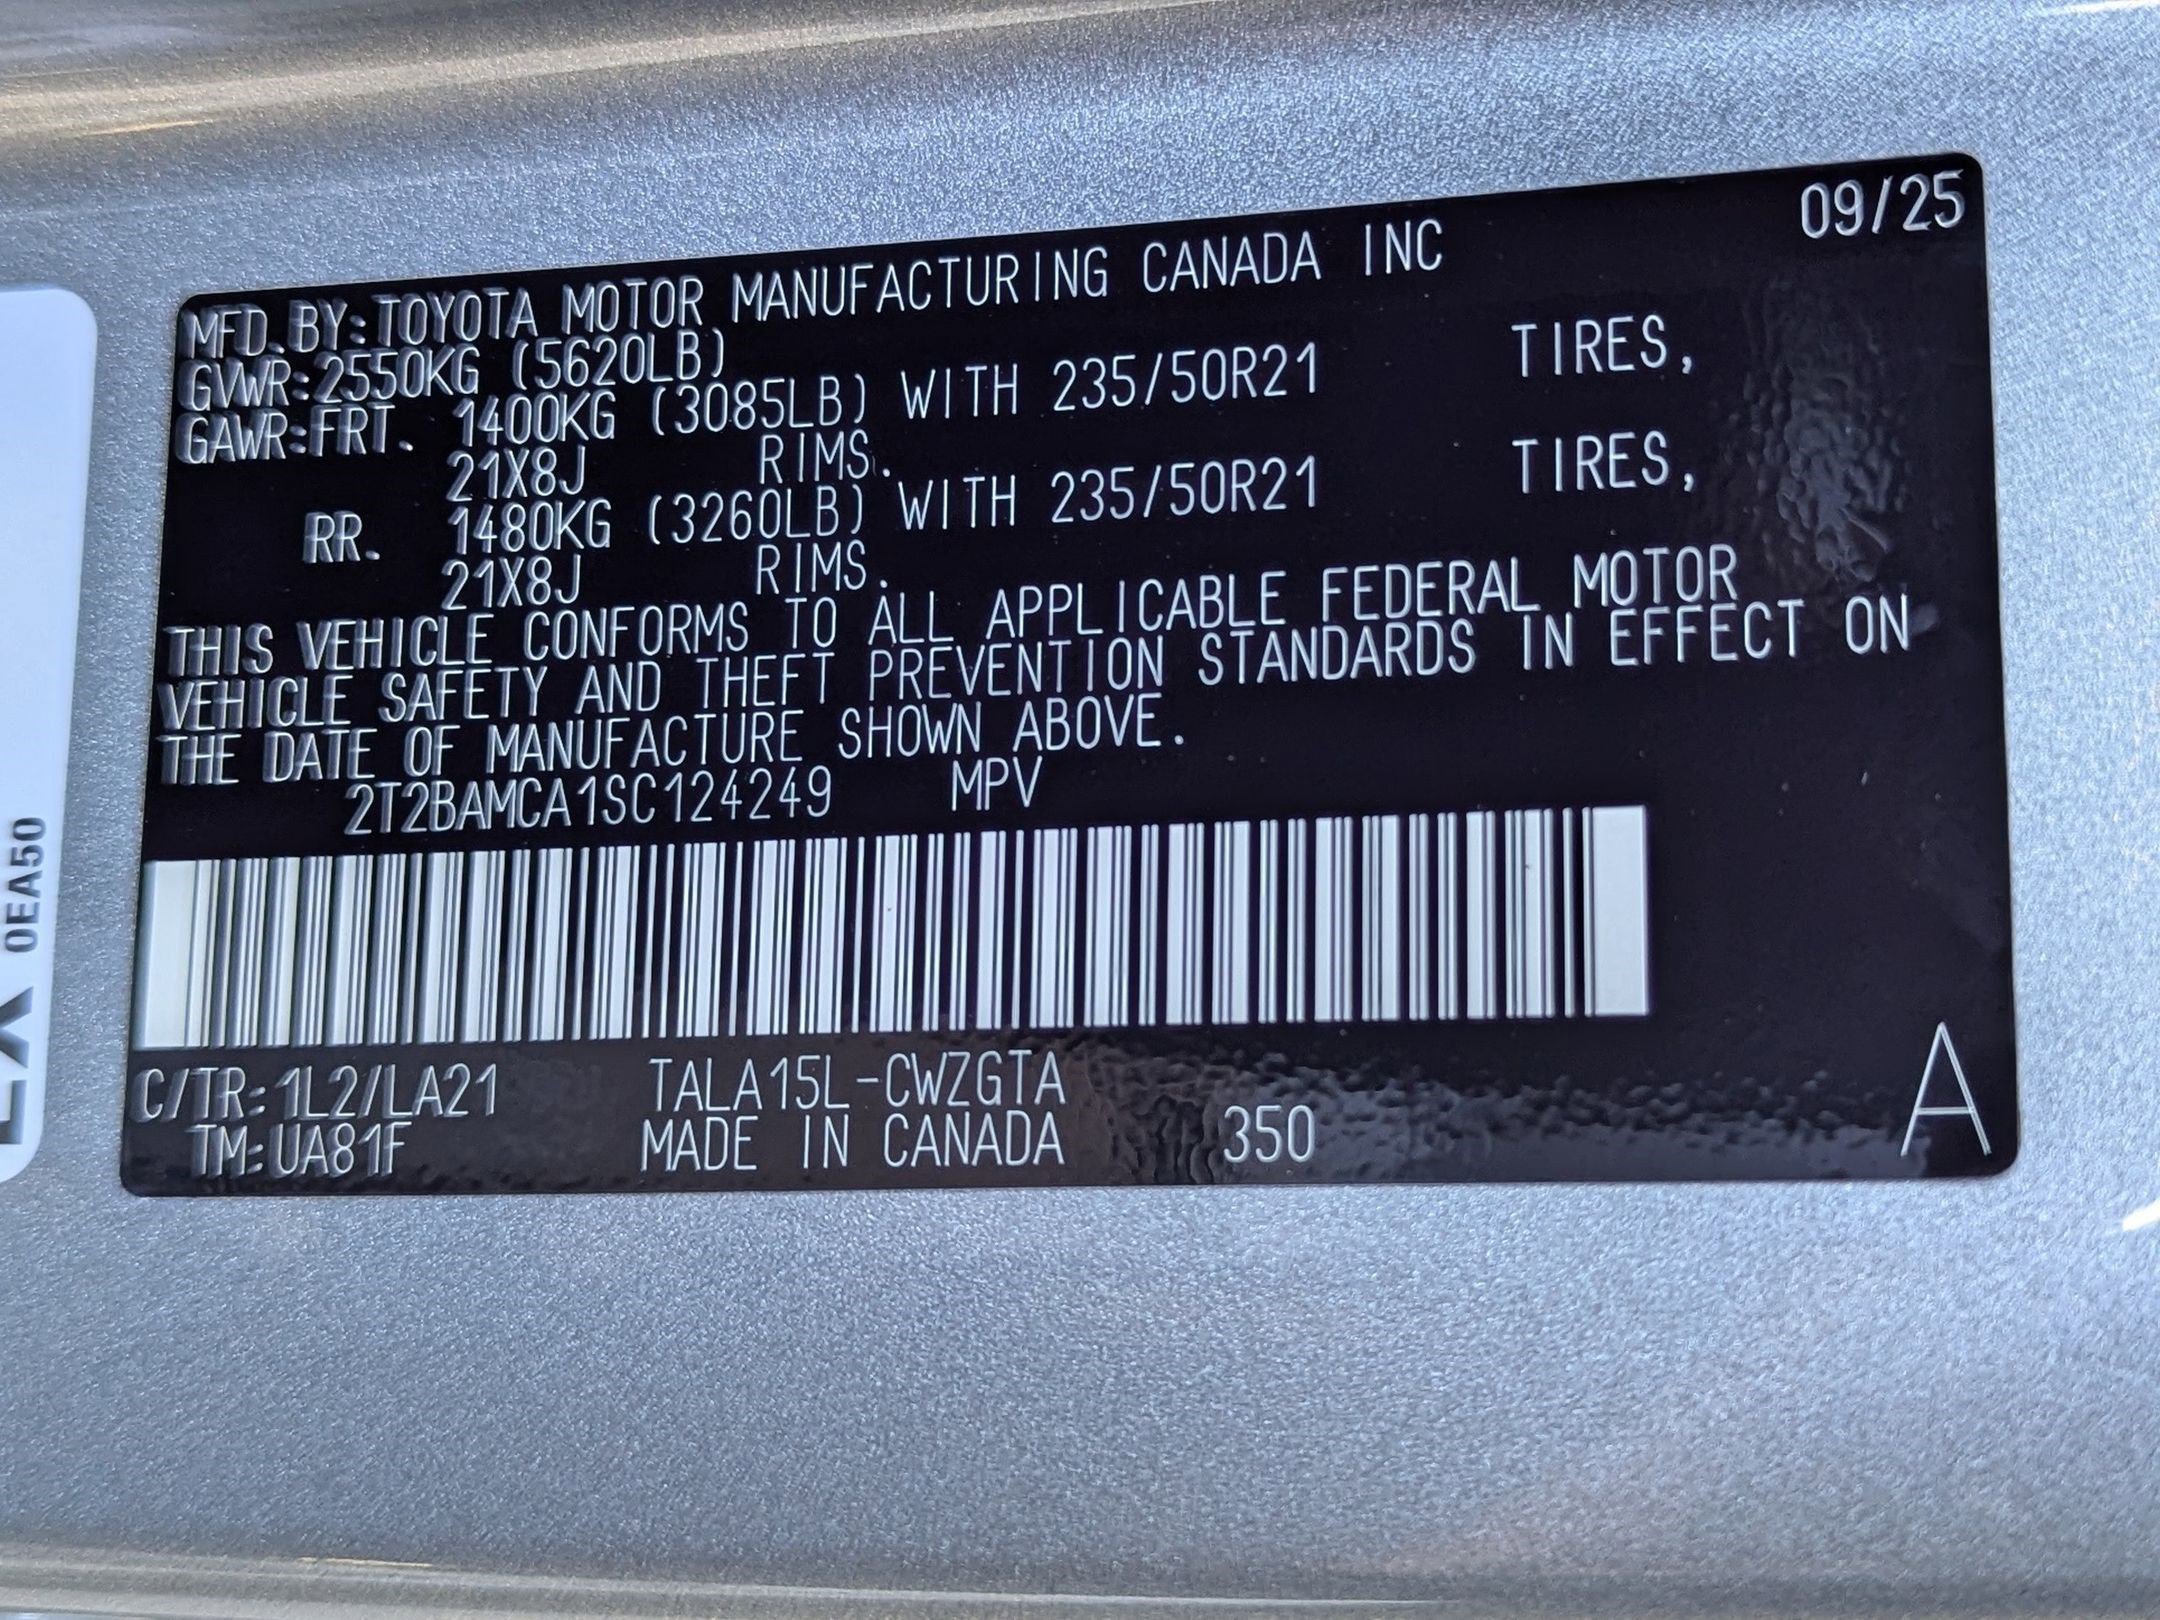 09/25
MFD. BY: TOYOTA MOTOR MANUFACTURING CANADA INC
GVWR: 2550KG (5620LB)
GAWR: FRT. 1400KG (3085LB) WITH 235/50R21 TIRES,
21X8J RIMS.
RR. 1480KG (3260LB) WITH 235/50R21 TIRES,
21X8J RIMS.
THIS VEHICLE CONFORMS TO ALL APPLICABLE FEDERAL MOTOR
VEHICLE SAFETY AND THEFT PREVENTION STANDARDS IN EFFECT ON
THE DATE OF MANUFACTURE SHOWN ABOVE.
2T2BAMCA1SC124249 MPV
C/TR: 1L2/LA21 TALA15L-CWZGTA
TM: UA81F MADE IN CANADA 350 A
0EA50